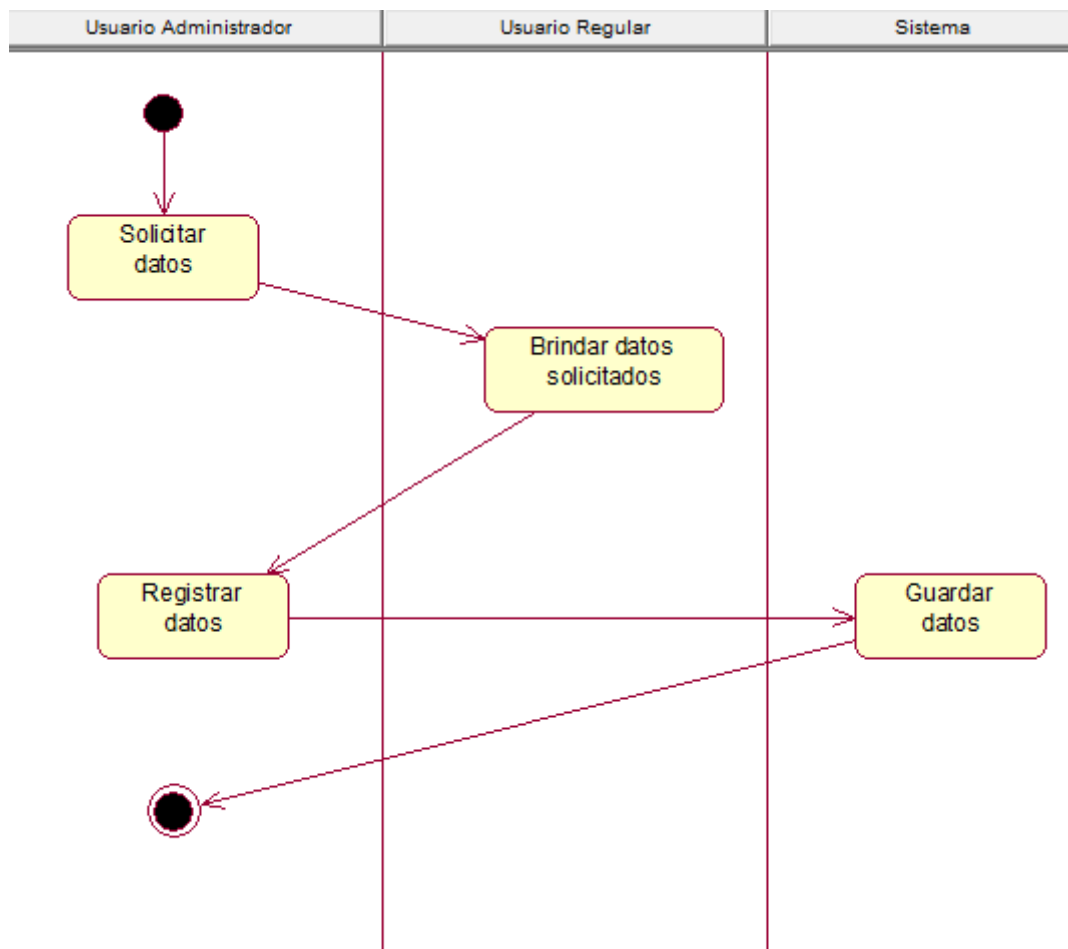 Usuario Administrador
Usuario Regular
Sistema
Solicitar
datos
Brindar datos
solicitados
Registrar
datos
Guardar
datos